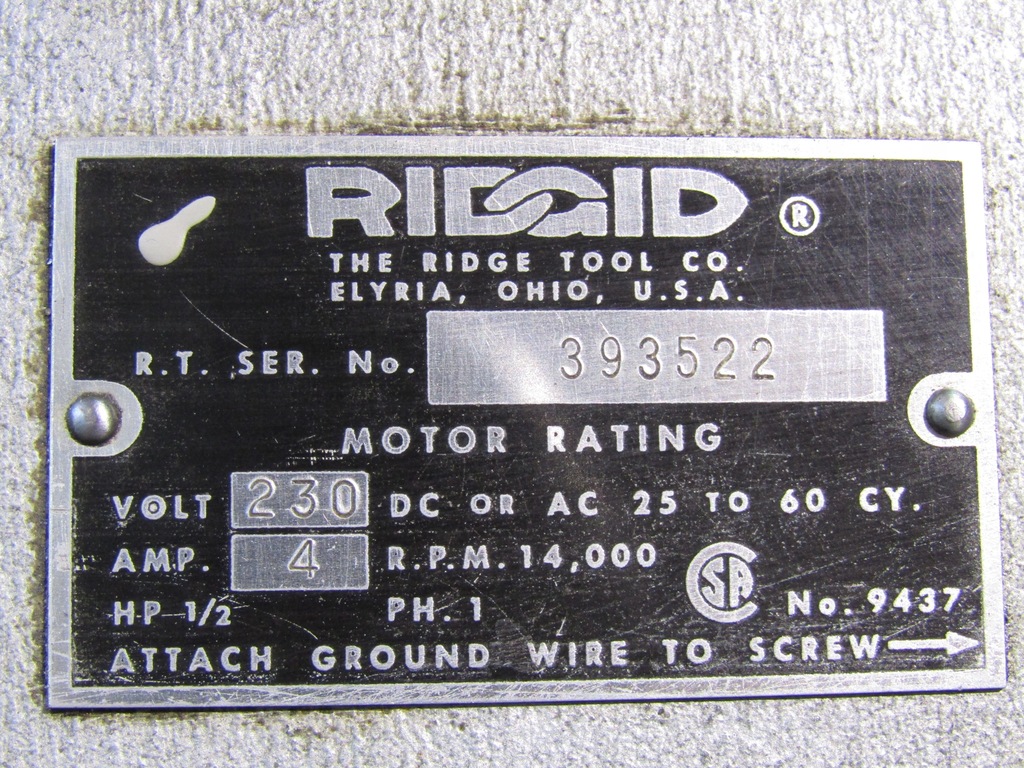 RIDGID ®
THE RIDGE TOOL CO.
ELYRIA, OHIO, U.S.A.
R.T. SER. No. 393522
MOTOR RATING
VOLT 230 DC OR AC 25 TO 60 CY.
AMP. 4 R.P.M. 14,000
HP 1/2 PH. 1 SA No. 9437
ATTACH GROUND WIRE TO SCREW